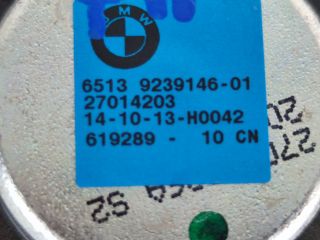 BMW
6513 9239146-01
27014203
14-10-13-H0042
619289 - 10 CN